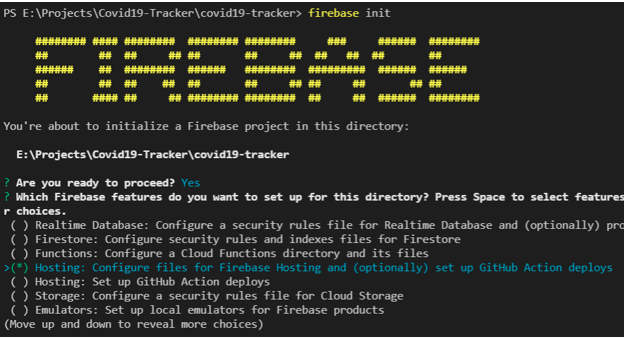 PS E:\Projects\Covid19-Tracker\covid19-tracker> firebase init
FIREBASE
You're about to initialize a Firebase project in this directory:
E:\Projects\Covid19-Tracker\covid19-tracker
? Are you ready to proceed? Yes
? Which Firebase features do you want to set up for this directory? Press Space to select features
r choices.
( ) Realtime Database: Configure a security rules file for Realtime Database and (optionally) pro
( ) Firestore: Configure security rules and indexes files for Firestore
( ) Functions: Configure a Cloud Functions directory and its files
>(*) Hosting: Configure files for Firebase Hosting and (optionally) set up GitHub Action deploys
( ) Hosting: Set up GitHub Action deploys
( ) Storage: Configure a security rules file for Cloud Storage
( ) Emulators: Set up local emulators for Firebase products
(Move up and down to reveal more choices)